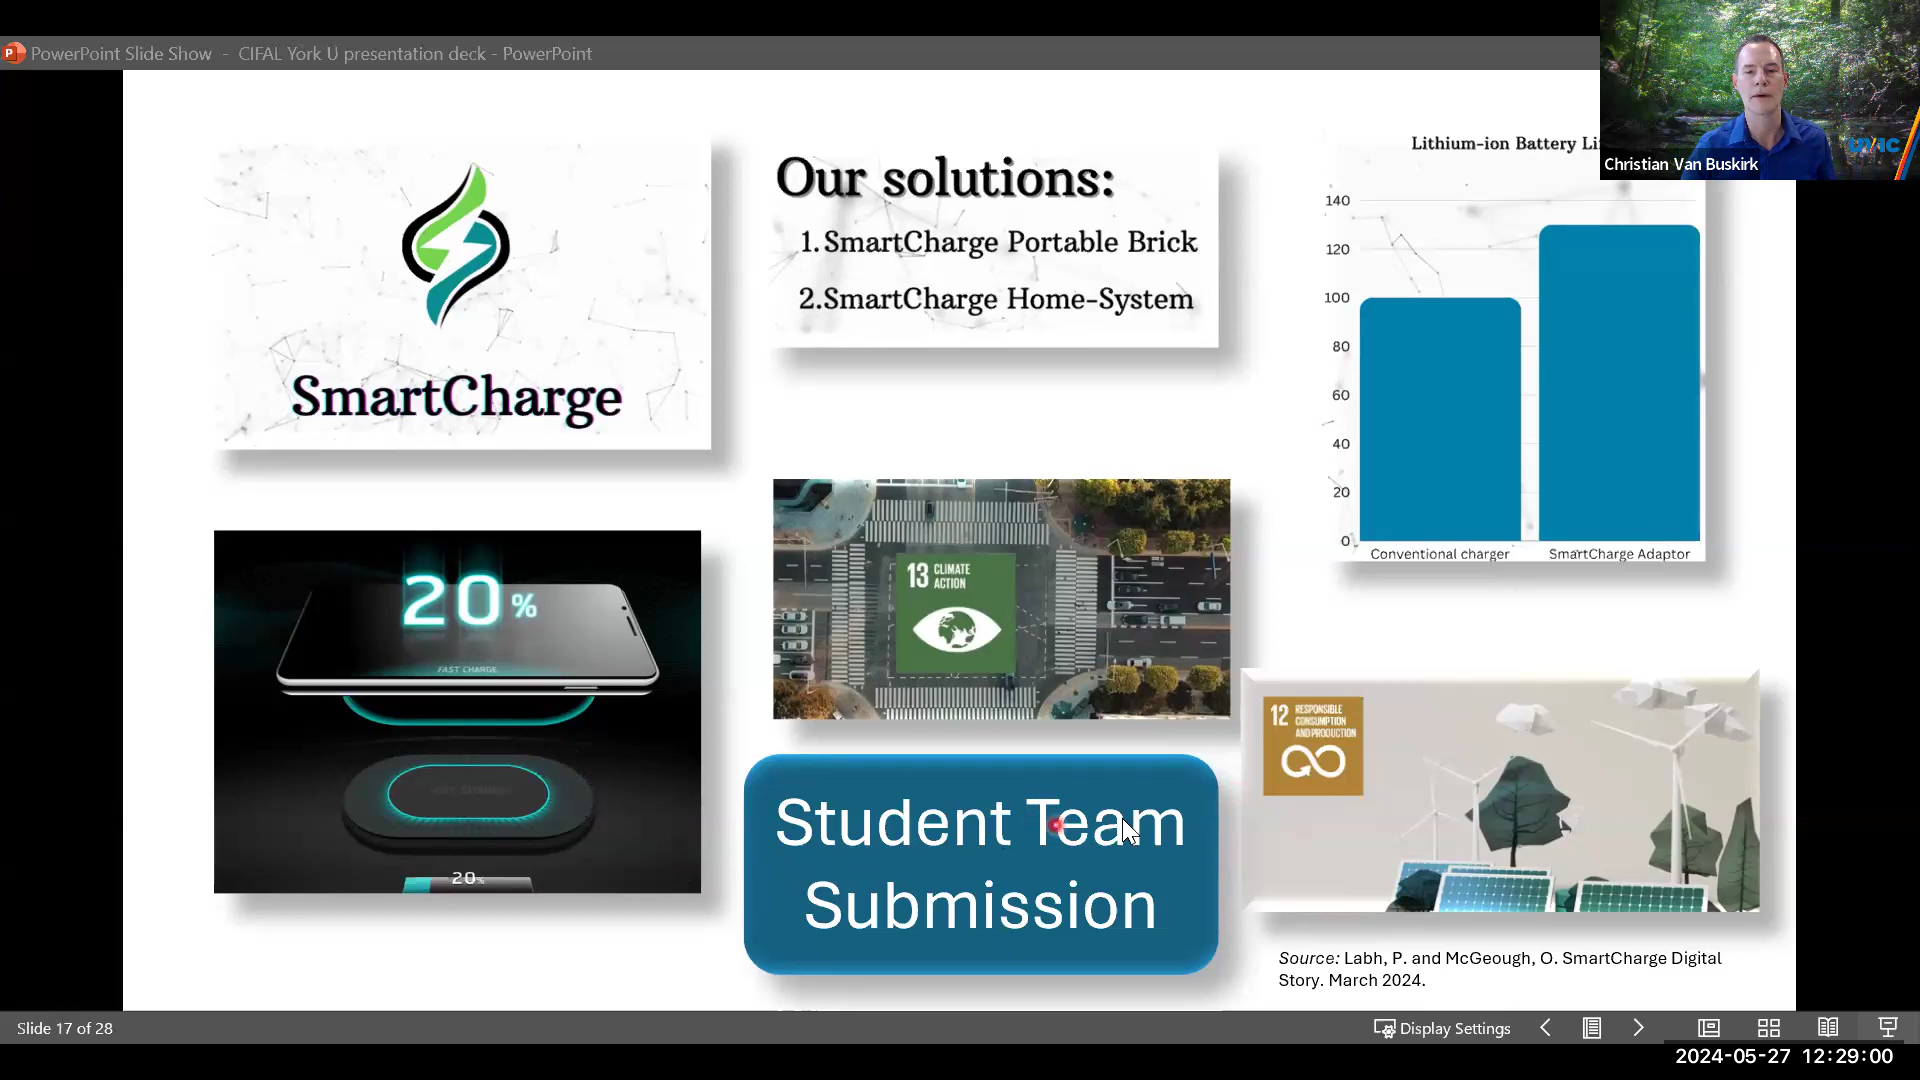 PowerPoint Slide Show - CIFAL York U presentation deck - PowerPoint
Christian Van Buskirk
SmartCharge
Our solutions:
1. SmartCharge Portable Brick
2.SmartCharge Home-System
Lithium-ion Battery
140
120
100
80
60
40
20
0
Conventional charger
SmartCharge Adaptor
20%
FAST CHARGE
20%
13 CLIMATE
ACTION
12 RESPONSIBLE
CONSUMPTION
AND PRODUCTION
Student Team
Submission
Source: Labh, P. and McGeough, O. SmartCharge Digital
Story. March 2024.
Slide 17 of 28
Display Settings
2024-05-27 12:29:00